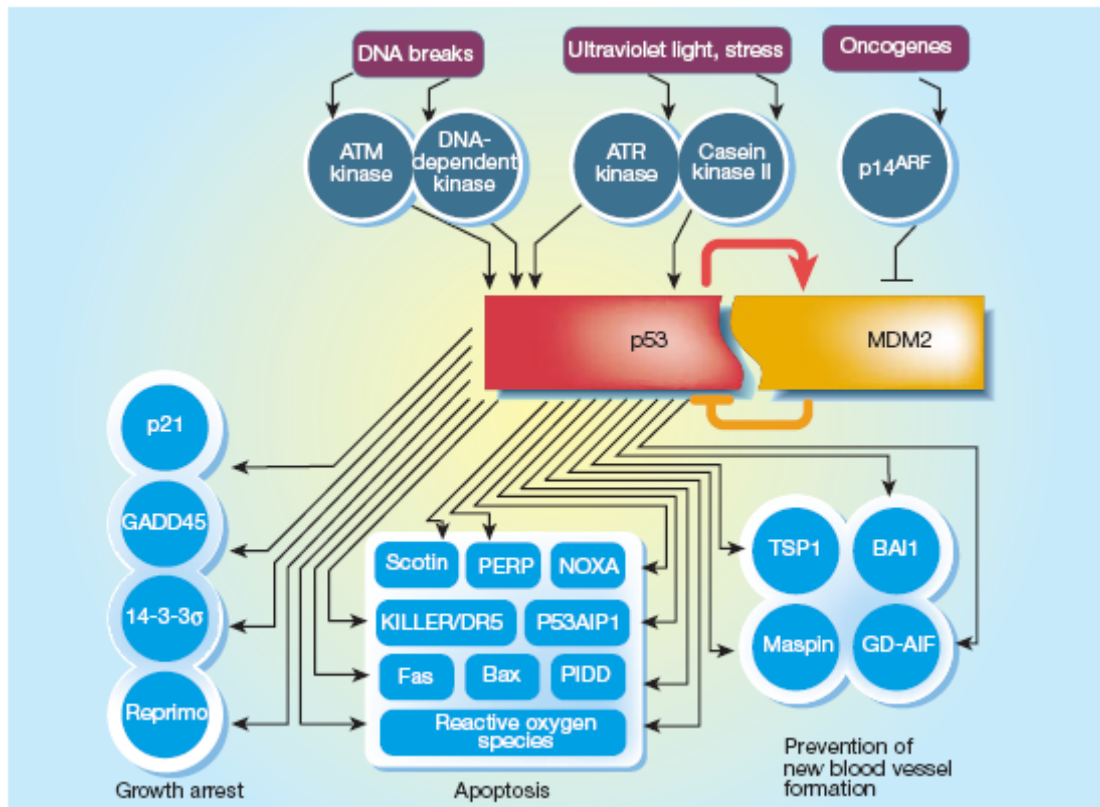 DNA breaks
Ultraviolet light, stress
Oncogenes
ATM
kinase
DNA-
dependent
kinase
ATR
kinase
Casein
kinase II
p14ARF
p53
MDM2
p21
GADD45
14-3-3σ
Reprimo
Growth arrest
Scotin
PERP
NOXA
KILLER/DR5
P53AIP1
Fas
Bax
PIDD
Reactive oxygen
species
Apoptosis
TSP1
BAI1
Maspin
GD-AIF
Prevention of
new blood vessel
formation